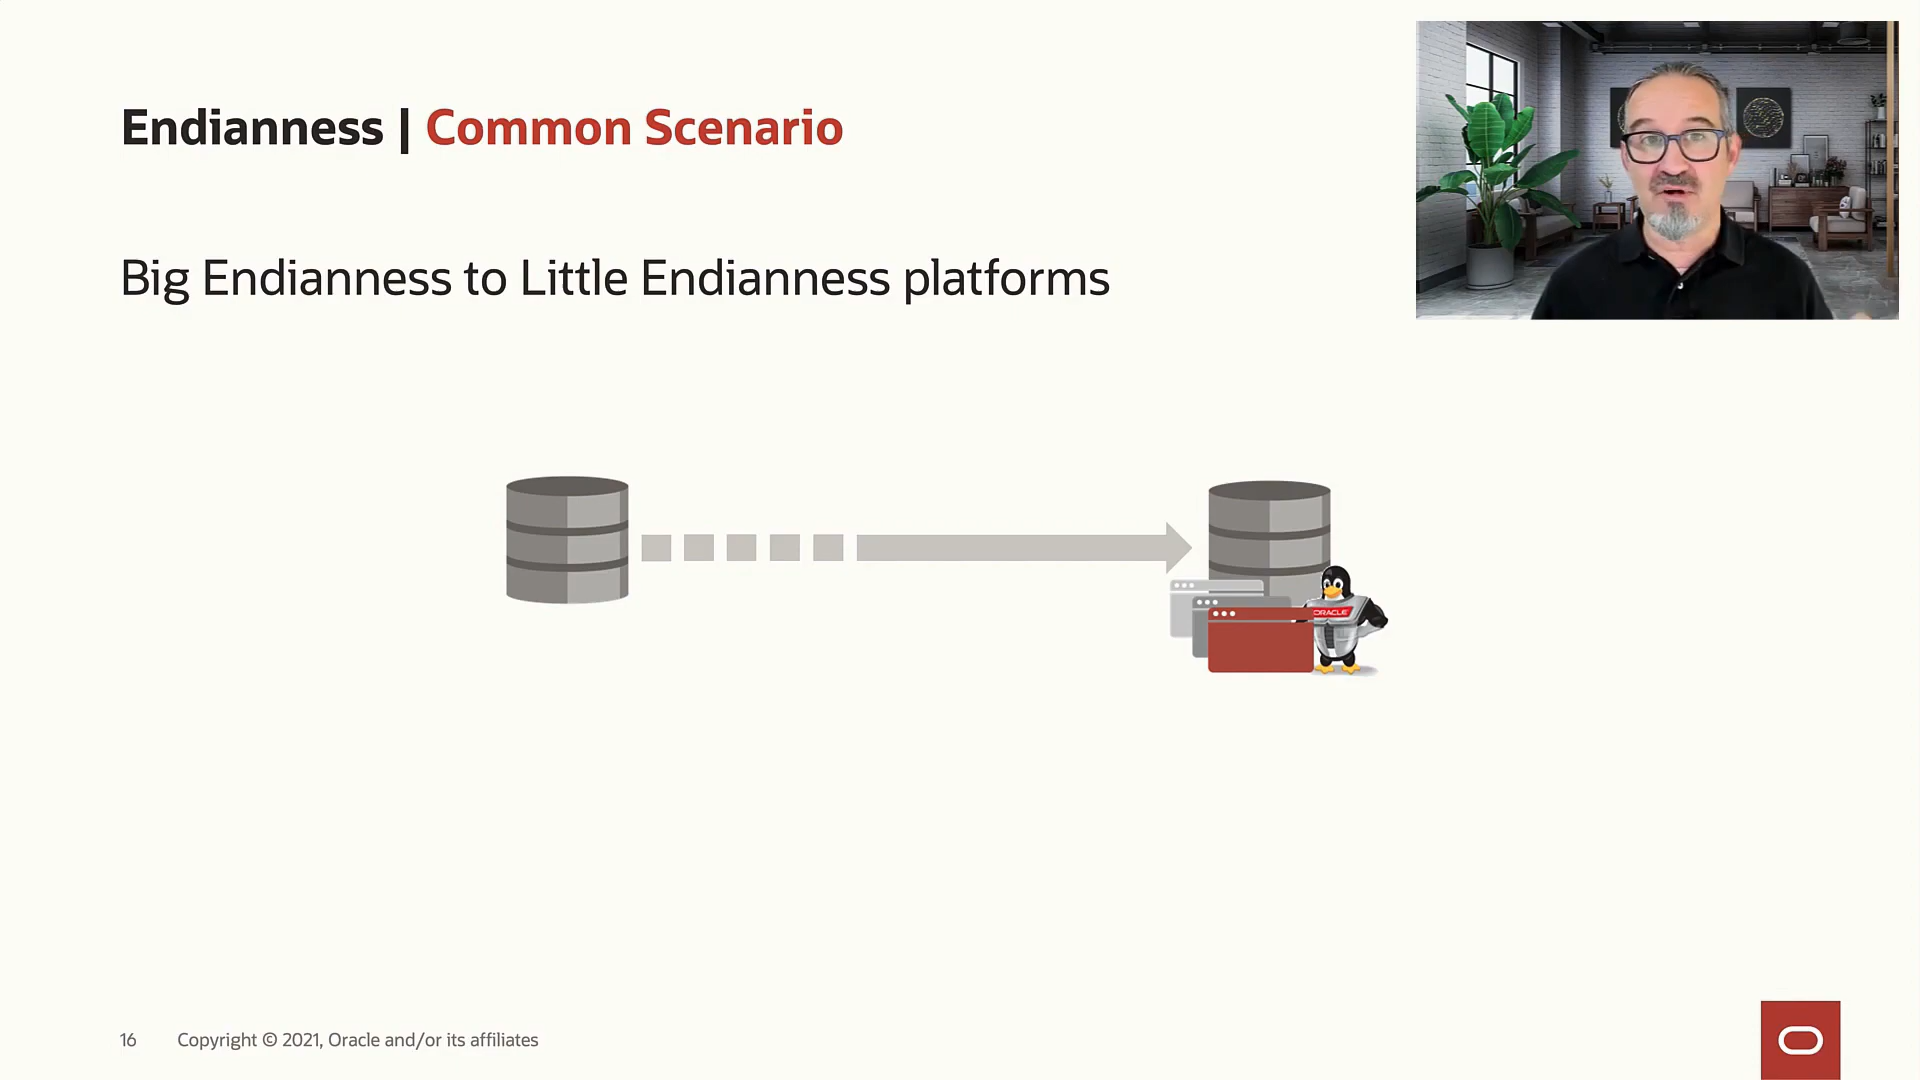 Endianness | Common Scenario
Big Endianness to Little Endianness platforms
ORACLE
16 Copyright © 2021, Oracle and/or its affiliates